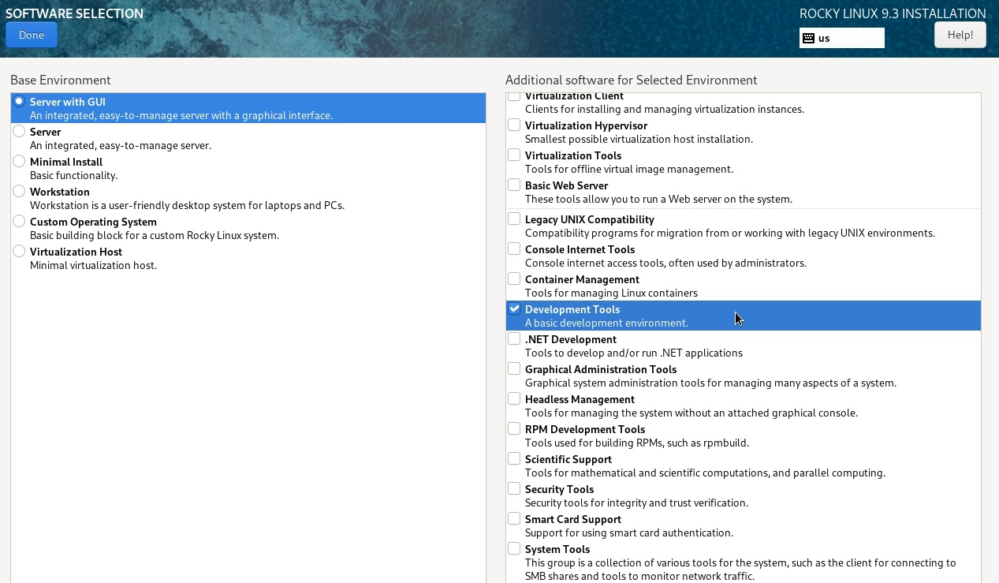 SOFTWARE SELECTION
Done
ROCKY LINUX 9.3 INSTALLATION
us
Help!
Base Environment
Server with GUI
An integrated, easy-to-manage server with a graphical interface.
Server
An integrated, easy-to-manage server.
Minimal Install
Basic functionality.
Workstation
Workstation is a user-friendly desktop system for laptops and PCs.
Custom Operating System
Basic building block for a custom Rocky Linux system.
Virtualization Host
Minimal virtualization host.
Additional software for Selected Environment
Virtualization Client
Clients for installing and managing virtualization instances.
Virtualization Hypervisor
Smallest possible virtualization host installation.
Virtualization Tools
Tools for offline virtual image management.
Basic Web Server
These tools allow you to run a Web server on the system.
Legacy UNIX Compatibility
Compatibility programs for migration from or working with legacy UNIX environments.
Console Internet Tools
Console internet access tools, often used by administrators.
Container Management
Tools for managing Linux containers
Development Tools
A basic development environment.
.NET Development
Tools to develop and/or run .NET applications
Graphical Administration Tools
Graphical system administration tools for managing many aspects of a system.
Headless Management
Tools for managing the system without an attached graphical console.
RPM Development Tools
Tools used for building RPMs, such as rpmbuild.
Scientific Support
Tools for mathematical and scientific computations, and parallel computing.
Security Tools
Security tools for integrity and trust verification.
Smart Card Support
Support for using smart card authentication.
System Tools
This group is a collection of various tools for the system, such as the client for connecting to
SMB shares and tools to monitor network traffic.